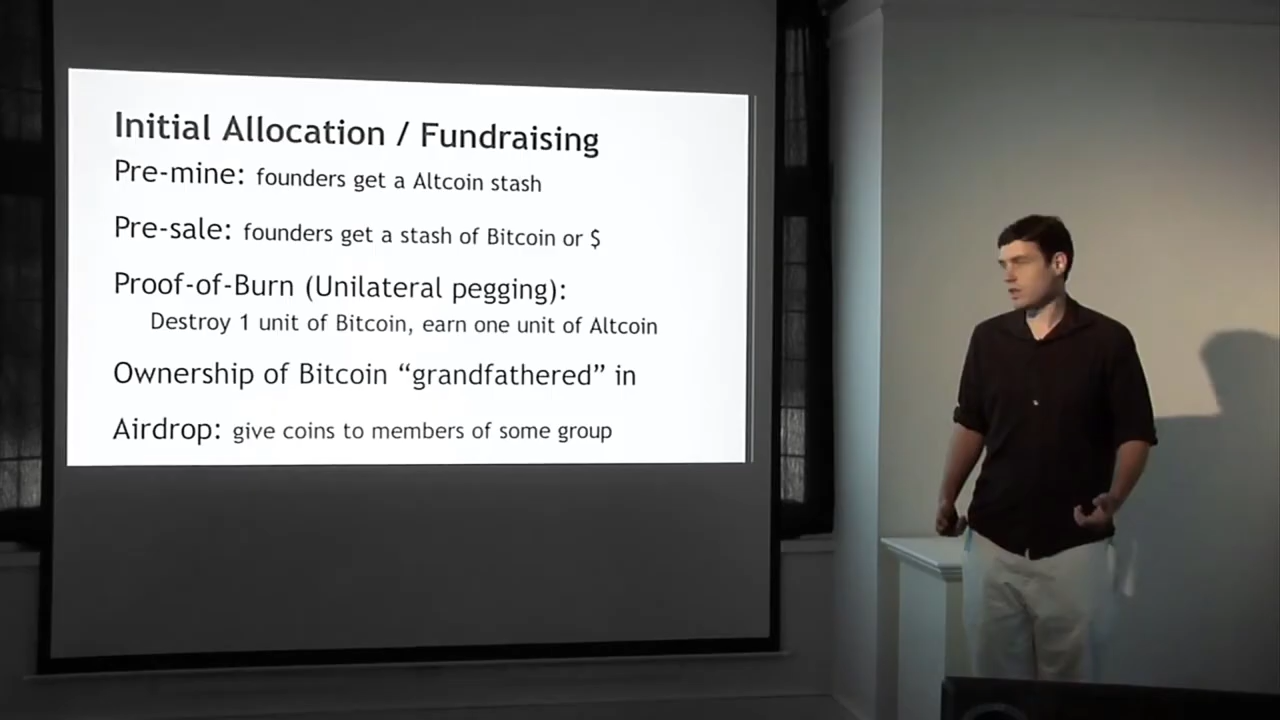 Initial Allocation / Fundraising
Pre-mine: founders get a Altcoin stash
Pre-sale: founders get a stash of Bitcoin or $
Proof-of-Burn (Unilateral pegging):
Destroy 1 unit of Bitcoin, earn one unit of Altcoin
Ownership of Bitcoin “grandfathered” in
Airdrop: give coins to members of some group